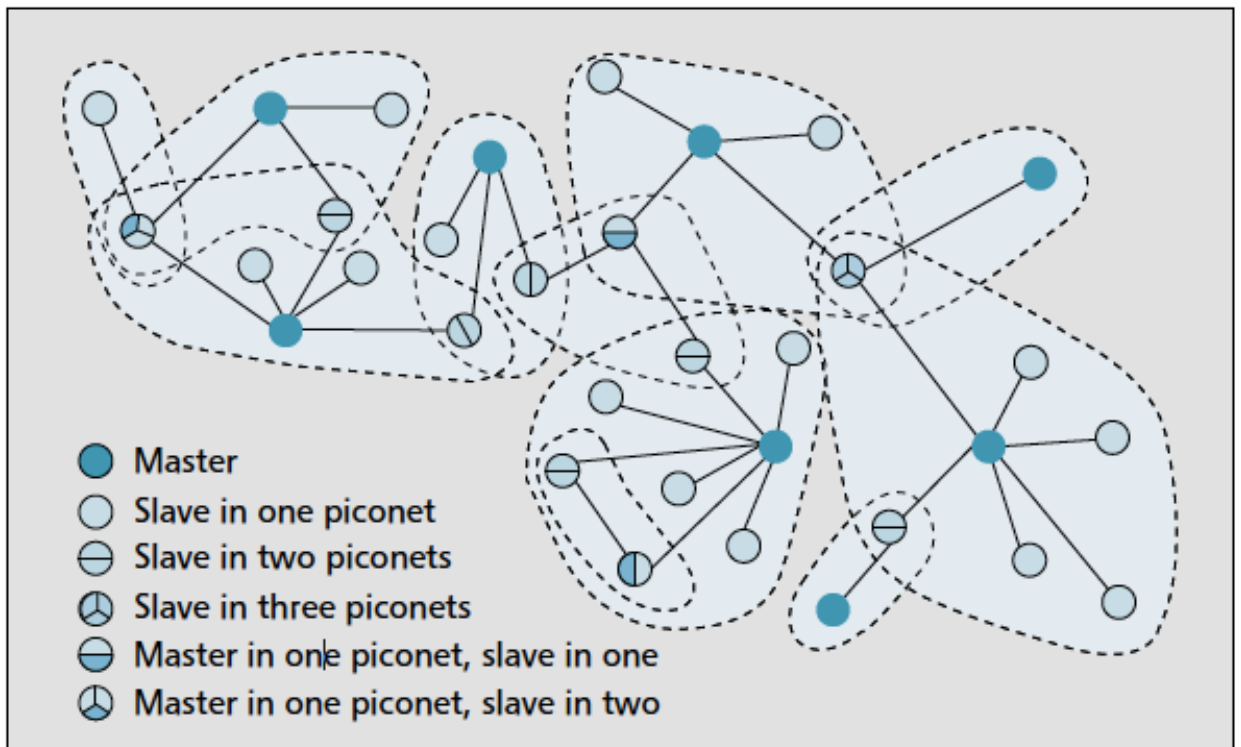 Master
Slave in one piconet
Slave in two piconets
Slave in three piconets
Master in one piconet, slave in one
Master in one piconet, slave in two